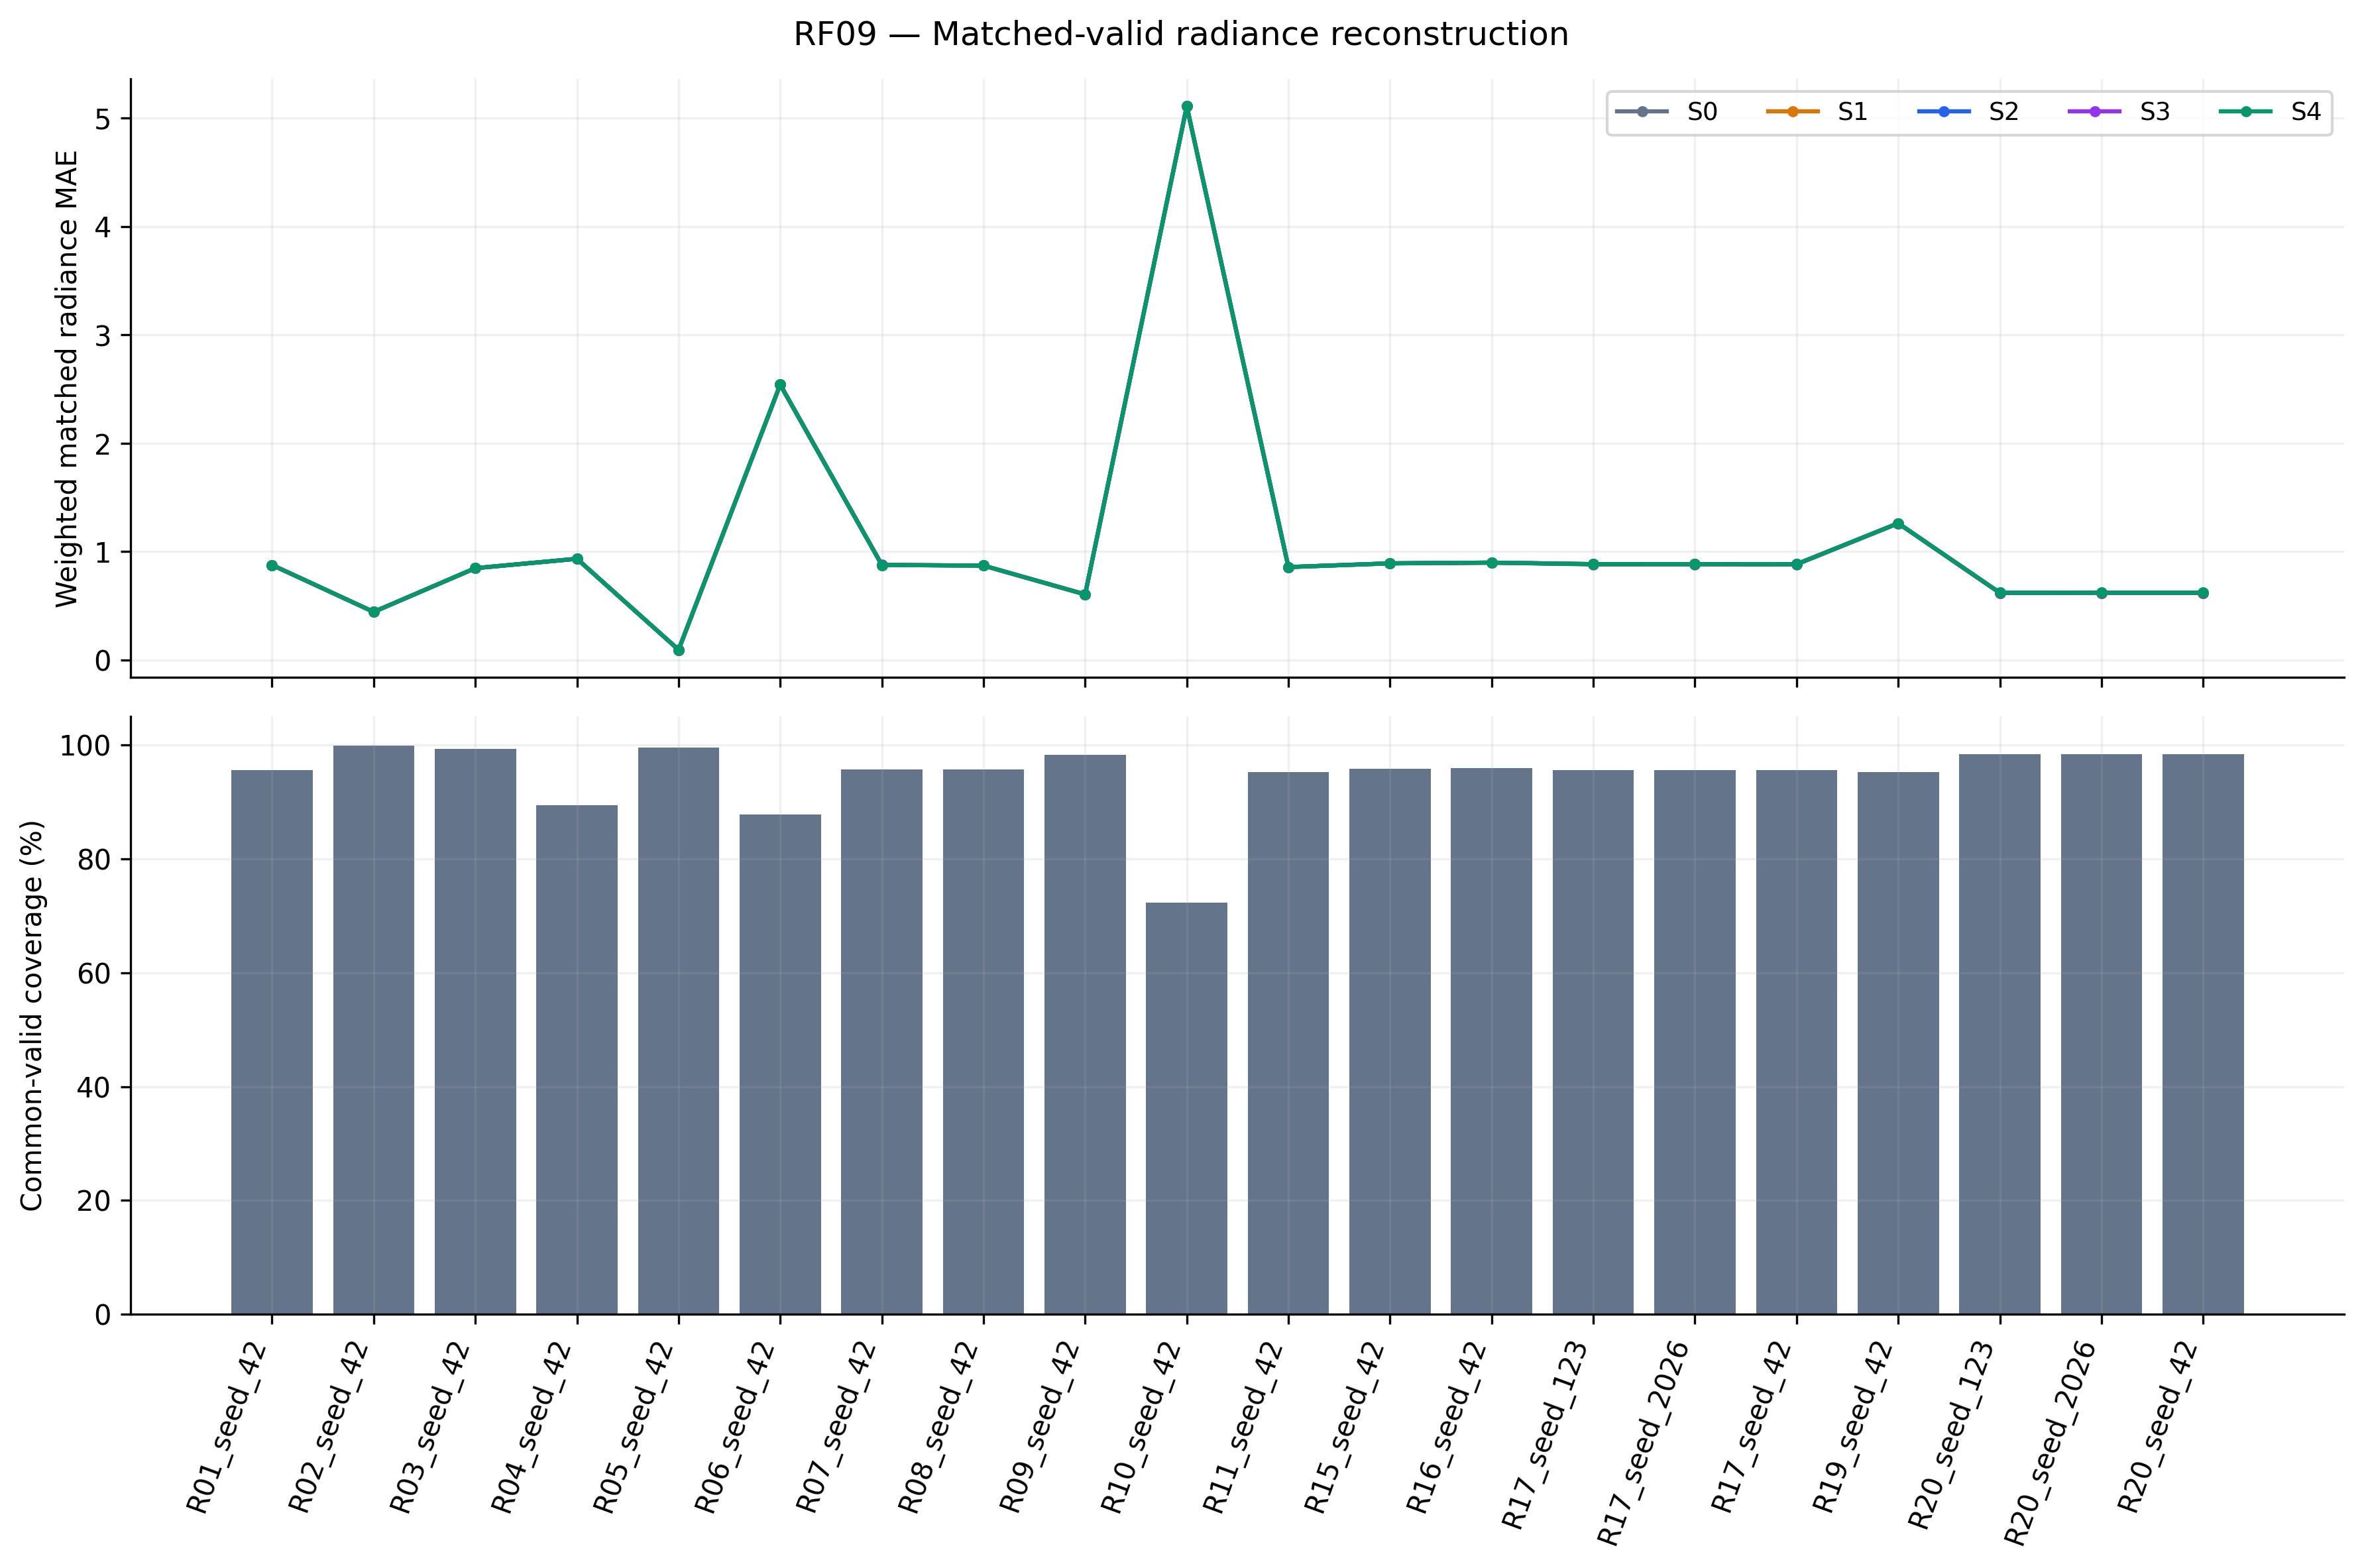 RF09 — Matched-valid radiance reconstruction
Weighted matched radiance MAE
5
4
3
2
1
0
S0 S1 S2 S3 S4
Common-valid coverage (%)
100
80
60
40
20
0
R01_seed_42
R02_seed_42
R03_seed_42
R04_seed_42
R05_seed_42
R06_seed_42
R07_seed_42
R08_seed_42
R09_seed_42
R10_seed_42
R11_seed_42
R15_seed_42
R16_seed_42
R17_seed_123
R17_seed_2026
R17_seed_42
R19_seed_42
R20_seed_123
R20_seed_2026
R20_seed_42